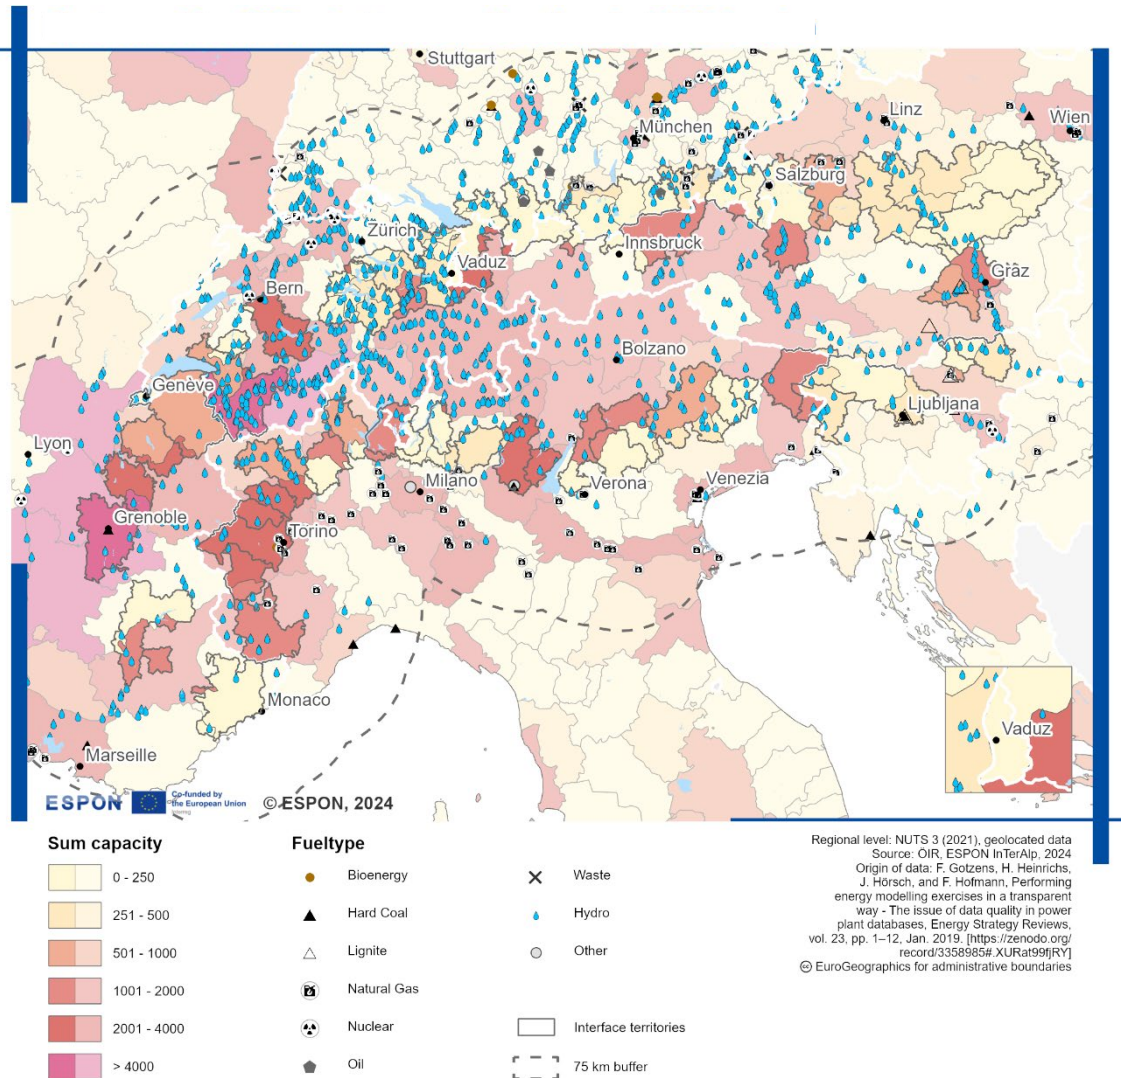 Stuttgart
Linz
Wien
München
Salzburg
Zürich
Innsbruck
Vaduz
Graz
Bern
Bolzano
Genève
Ljubljana
Lyon
Milano
Verona
Venezia
Grenoble
Torino
Monaco
Vaduz
Marseille
ESPON
Co-funded by
the European Union
Interreg
© ESPON, 2024
Sum capacity
0 - 250
251 - 500
501 - 1000
1001 - 2000
2001 - 4000
> 4000
Fueltype
Bioenergy
Hard Coal
Lignite
Natural Gas
Nuclear
Oil
Waste
Hydro
Other
Interface territories
75 km buffer
Regional level: NUTS 3 (2021), geolocated data
Source: ÖIR, ESPON InTerAlp, 2024
Origin of data: F. Gotzens, H. Heinrichs,
J. Hörsch, and F. Hofmann, Performing
energy modelling exercises in a transparent
way - The issue of data quality in power
plant databases, Energy Strategy Reviews,
vol. 23, pp. 1–12, Jan. 2019. [https://zenodo.org/
record/3358985#.XURat99fjRY]
cc EuroGeographics for administrative boundaries